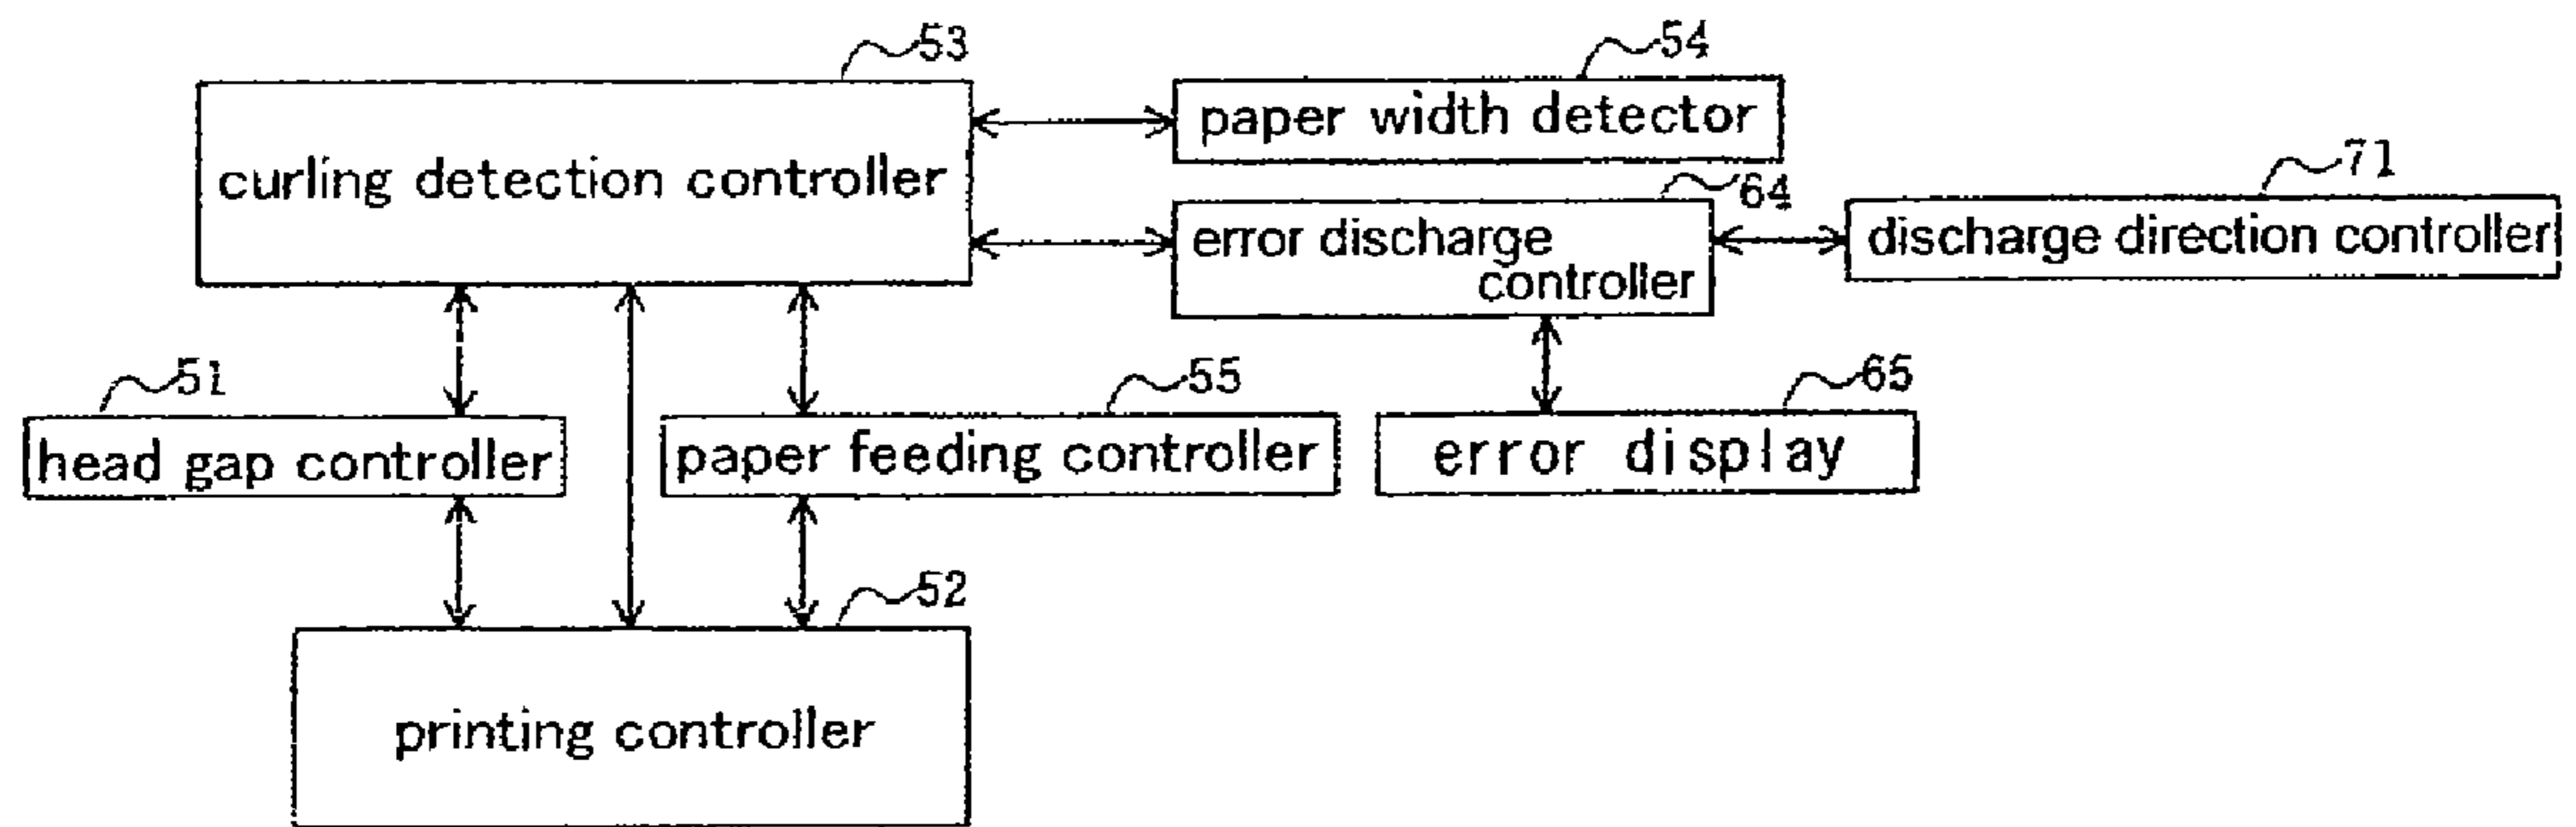 53
54
curling detection controller
paper width detector
64
71
error discharge
controller
discharge direction controller
51
55
65
head gap controller
paper feeding controller
error display
52
printing controller